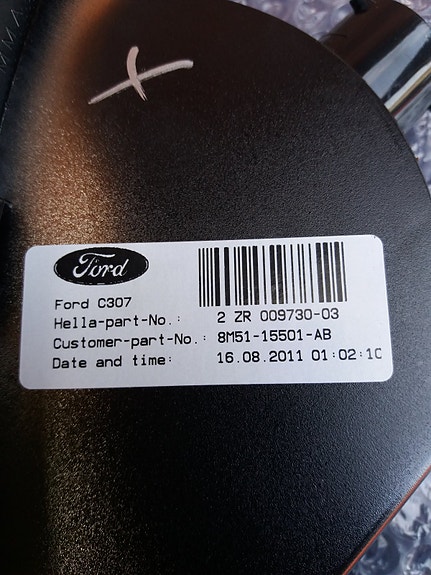 Ford
Ford C307
Hella-part-No.: 2 ZR 009730-03
Customer-part-No.: 8M51-15501-AB
Date and time: 16.08.2011 01:02:10